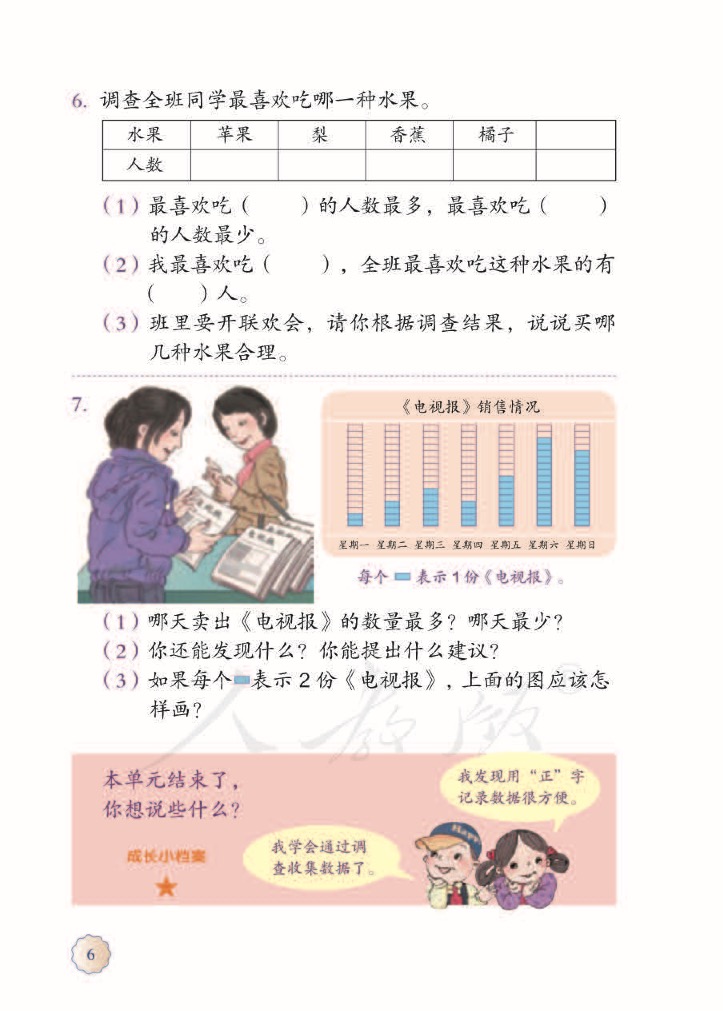 6. 调查全班同学最喜欢吃哪一种水果。
水果 苹果 梨 香蕉 橘子
人数
（1）最喜欢吃（　　）的人数最多，最喜欢吃（　　）
的人数最少。
（2）我最喜欢吃（　　），全班最喜欢吃这种水果的有
（　　）人。
（3）班里要开联欢会，请你根据调查结果，说说买哪
几种水果合理。
7.
《电视报》销售情况
星期一 星期二 星期三 星期四 星期五 星期六 星期日
每个 表示1份《电视报》。
（1）哪天卖出《电视报》的数量最多？哪天最少？
（2）你还能发现什么？你能提出什么建议？
（3）如果每个 表示2份《电视报》，上面的图应该怎
样画？
人教版
本单元结束了，
你想说些什么？
成长小档案
我学会通过调
查收集数据了。
我发现用“正”字
记录数据很方便。
6